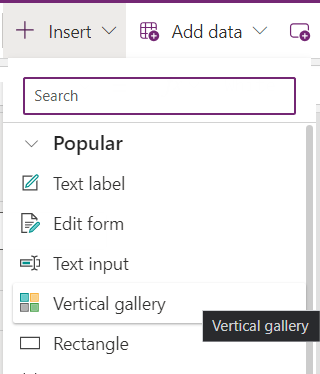 Insert Add data
Search
Popular
Text label
Edit form
Text input
Vertical gallery
Vertical gallery
Rectangle